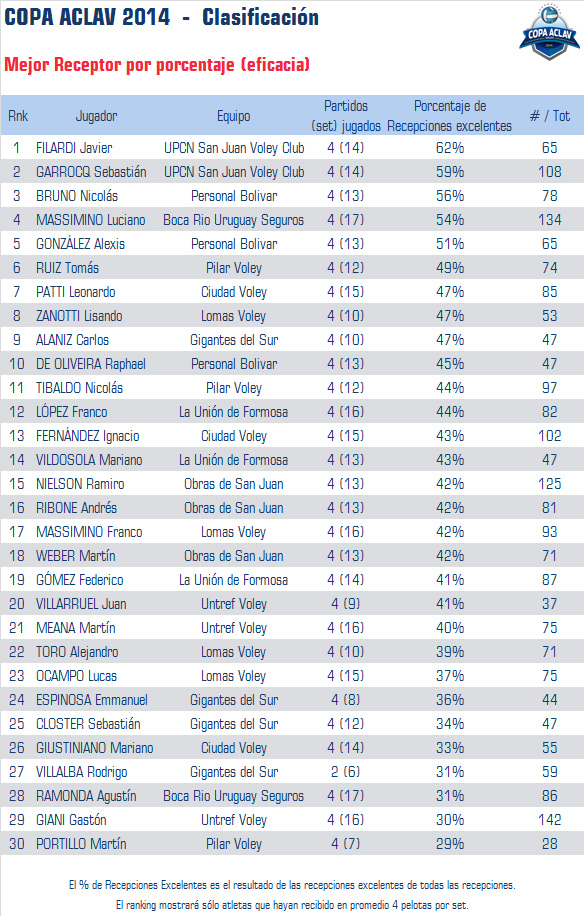 COPA ACLAV 2014 - Clasificación
COPA ACLAV
Mejor Receptor por porcentaje (eficacia)
Rnk Jugador Equipo Partidos (set) jugados Porcentaje de Recepciones excelentes # / Tot
1 FILARDI Javier UPCN San Juan Voley Club 4 (14) 62% 65
2 GARROCQ Sebastián UPCN San Juan Voley Club 4 (14) 59% 108
3 BRUNO Nicolás Personal Bolivar 4 (13) 56% 78
4 MASSIMINO Luciano Boca Rio Uruguay Seguros 4 (17) 54% 134
5 GONZÁLEZ Alexis Personal Bolivar 4 (13) 51% 65
6 RUIZ Tomás Pilar Voley 4 (12) 49% 74
7 PATTI Leonardo Ciudad Voley 4 (15) 47% 85
8 ZANOTTI Lisando Lomas Voley 4 (10) 47% 53
9 ALANIZ Carlos Gigantes del Sur 4 (10) 47% 47
10 DE OLIVEIRA Raphael Personal Bolivar 4 (13) 45% 47
11 TIBALDO Nicolás Pilar Voley 4 (12) 44% 97
12 LÓPEZ Franco La Unión de Formosa 4 (16) 44% 82
13 FERNÁNDEZ Ignacio Ciudad Voley 4 (15) 43% 102
14 VILDOSOLA Mariano La Unión de Formosa 4 (13) 43% 47
15 NIELSON Ramiro Obras de San Juan 4 (13) 42% 125
16 RIBONE Andrés Obras de San Juan 4 (13) 42% 81
17 MASSIMINO Franco Lomas Voley 4 (16) 42% 93
18 WEBER Martín Obras de San Juan 4 (13) 42% 71
19 GÓMEZ Federico La Unión de Formosa 4 (14) 41% 87
20 VILLARRUEL Juan Untref Voley 4 (9) 41% 37
21 MEANA Martín Untref Voley 4 (16) 40% 75
22 TORO Alejandro Lomas Voley 4 (10) 39% 71
23 OCAMPO Lucas Lomas Voley 4 (15) 37% 75
24 ESPINOSA Emmanuel Gigantes del Sur 4 (8) 36% 44
25 CLOSTER Sebastián Gigantes del Sur 4 (12) 34% 47
26 GIUSTINIANO Mariano Ciudad Voley 4 (14) 33% 55
27 VILLALBA Rodrigo Gigantes del Sur 2 (6) 31% 59
28 RAMONDA Agustín Boca Rio Uruguay Seguros 4 (17) 31% 86
29 GIANI Gastón Untref Voley 4 (16) 30% 142
30 PORTILLO Martín Pilar Voley 4 (7) 29% 28
El % de Recepciones Excelentes es el resultado de las recepciones excelentes de todas las recepciones.
El ranking mostrará sólo atletas que hayan recibido en promedio 4 pelotas por set.